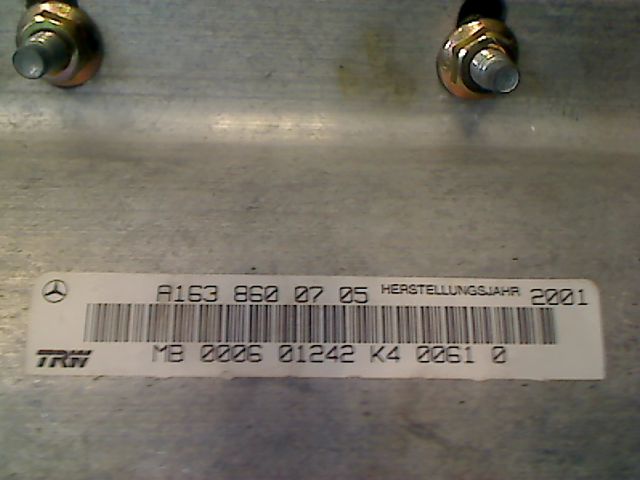 A163 860 07 05 HERSTELLUNGSJAHR 2001
TRW MB 0006 01242 K4 0061 0